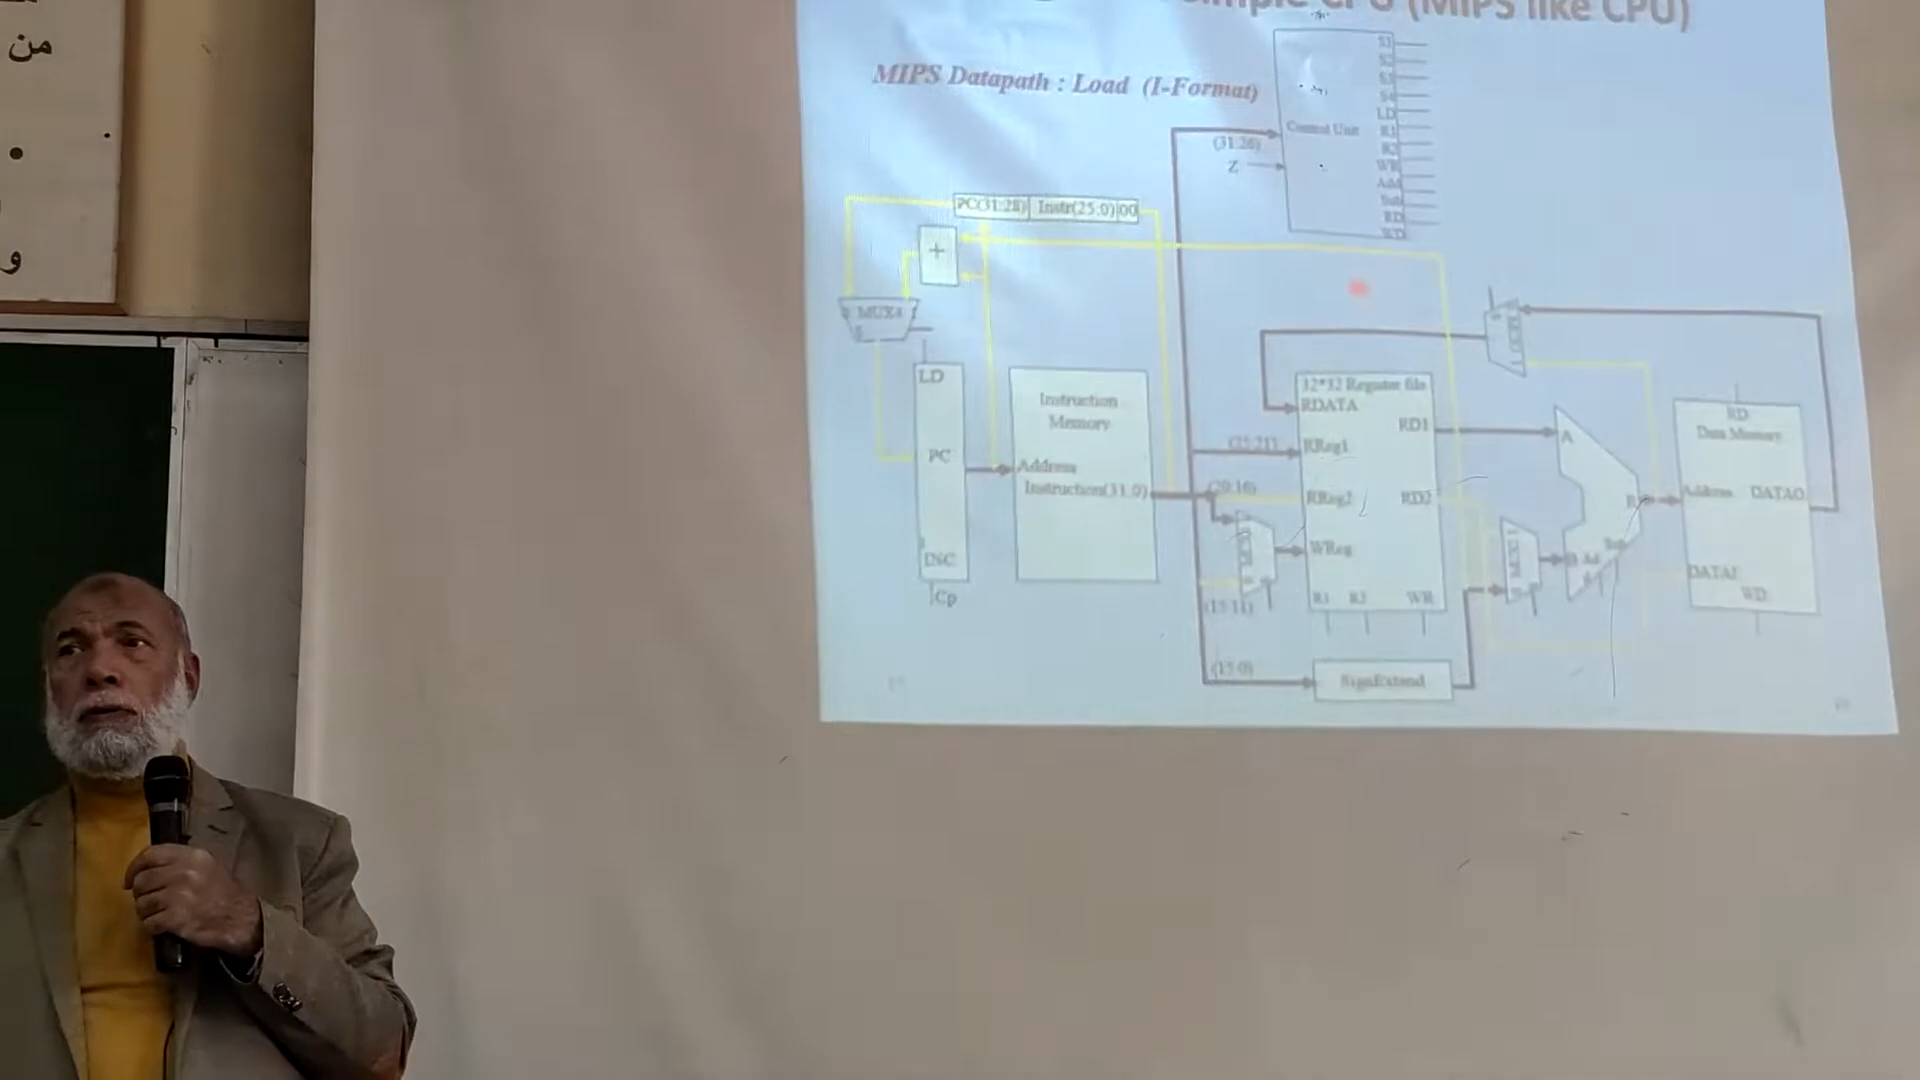 من
و
CPU (MIPS like CPU)
MIPS Datapath : Load (I-Format)
S1
S2
S3
S4
LD
R1
R2
WR
Add
Sub
RD
WD
Control Unit
(31:26)
Z
PC(31:28) Instr(25:0) 00
+
MUX4
LD
PC
INC
Cp
Instruction
Memory
Address
Instruction(31:0)
(25:21)
(20:16)
(15:11)
(15:0)
32*32 Register file
RDATA
RReg1
RReg2
WReg
RD1
RD2
R1 R2 WR
SignExtend
A
B
RD
Data Memory
Address
DATAO
DATAI
WD